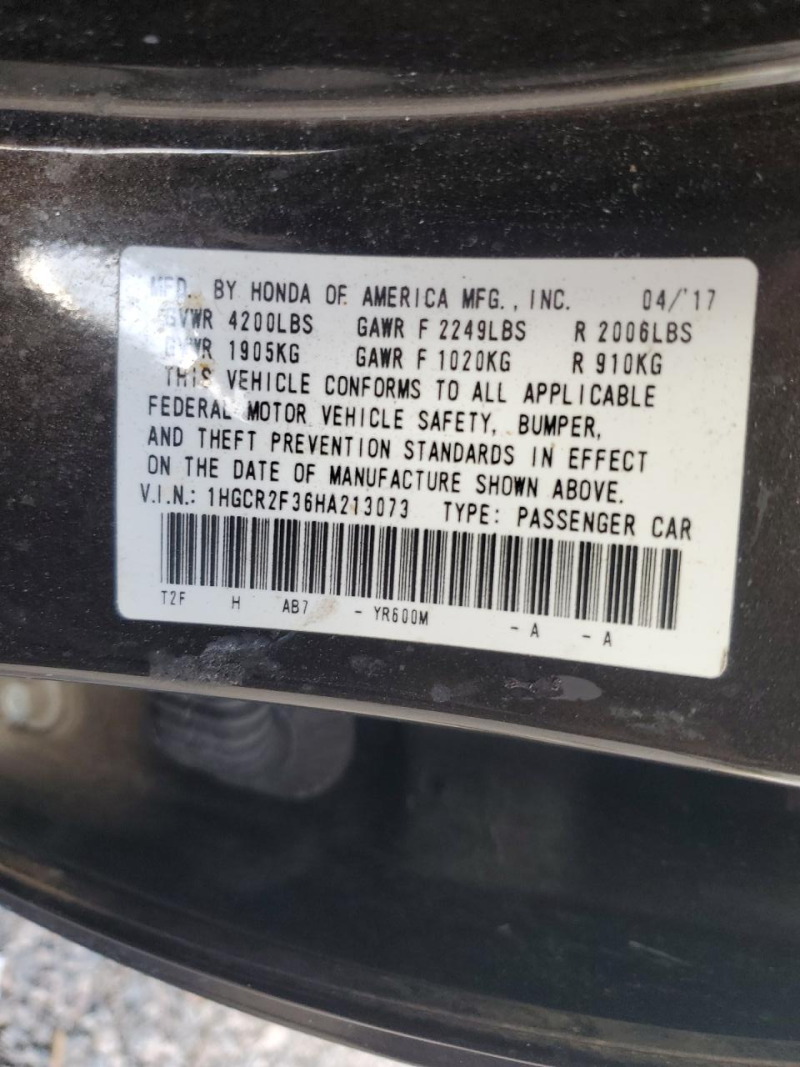 MFD. BY HONDA OF AMERICA MFG., INC. 04/'17
GVWR 4200LBS GAWR F 2249LBS R 2006LBS
GVWR 1905KG GAWR F 1020KG R 910KG
THIS VEHICLE CONFORMS TO ALL APPLICABLE
FEDERAL MOTOR VEHICLE SAFETY, BUMPER,
AND THEFT PREVENTION STANDARDS IN EFFECT
ON THE DATE OF MANUFACTURE SHOWN ABOVE.
V.I.N.: 1HGCR2F36HA213073 TYPE: PASSENGER CAR
T2F H AB7 - YR600M - A - A